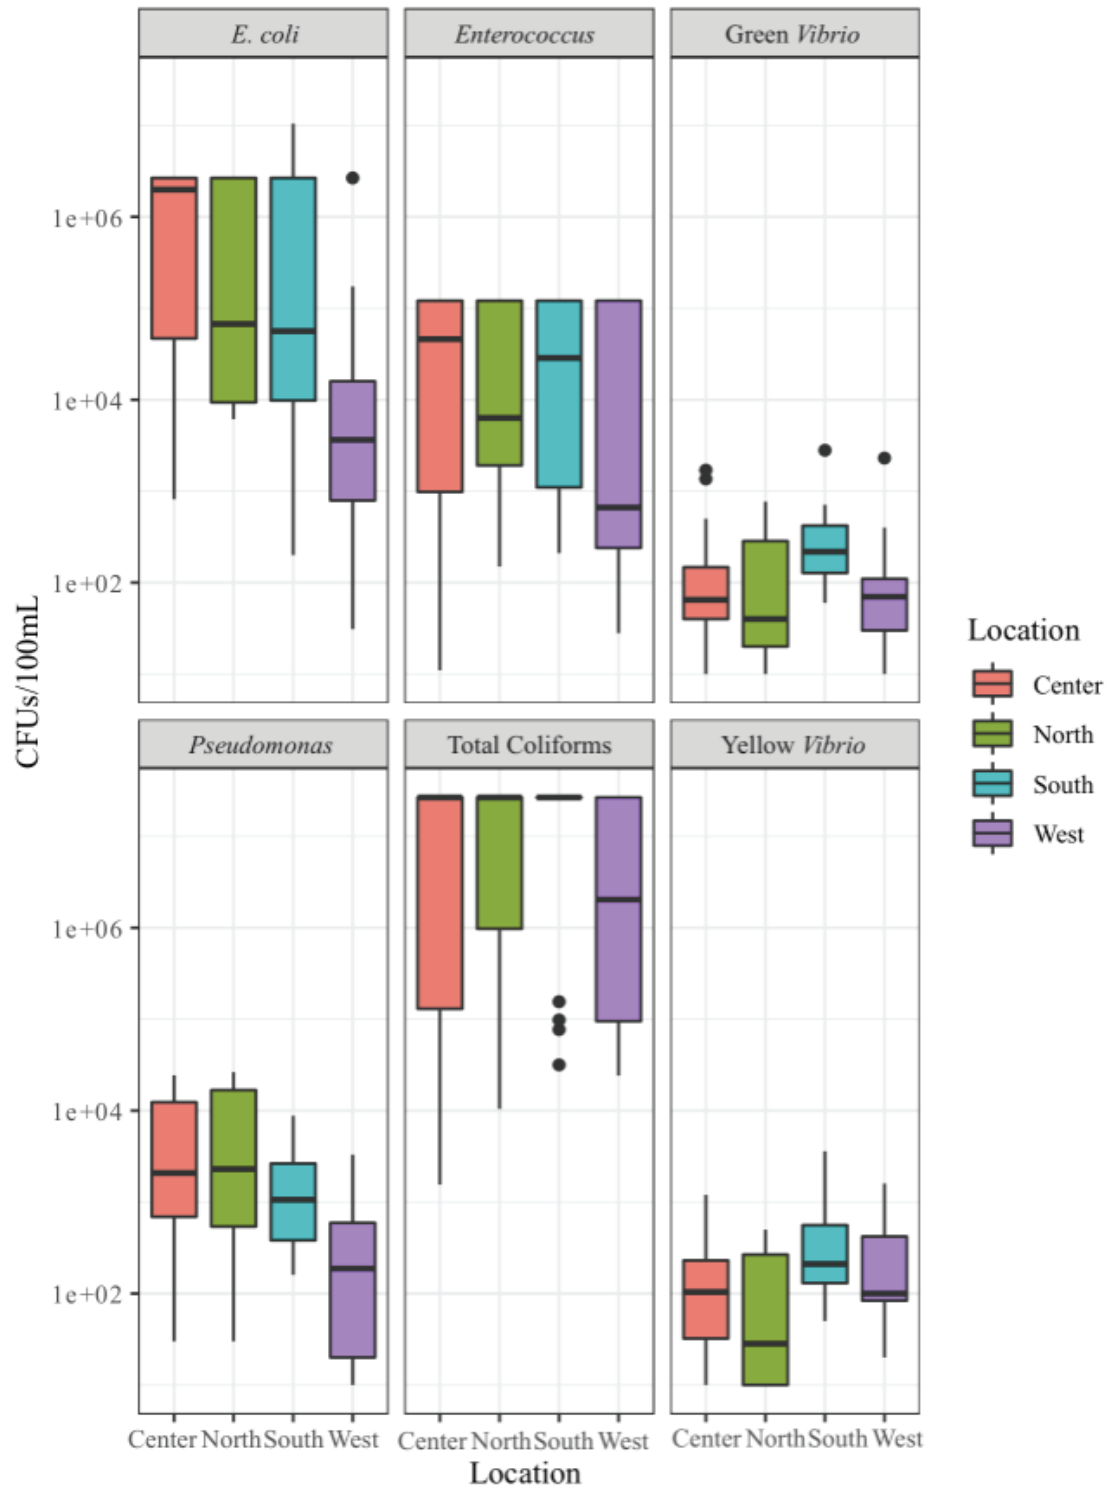 E. coli
Enterococcus
Green Vibrio
1e+06
1e+04
1e+02
CFUs/100mL
Pseudomonas
Total Coliforms
Yellow Vibrio
1e+06
1e+04
1e+02
Center North South West
Center North South West
Center North South West
Location
Location
Center
North
South
West